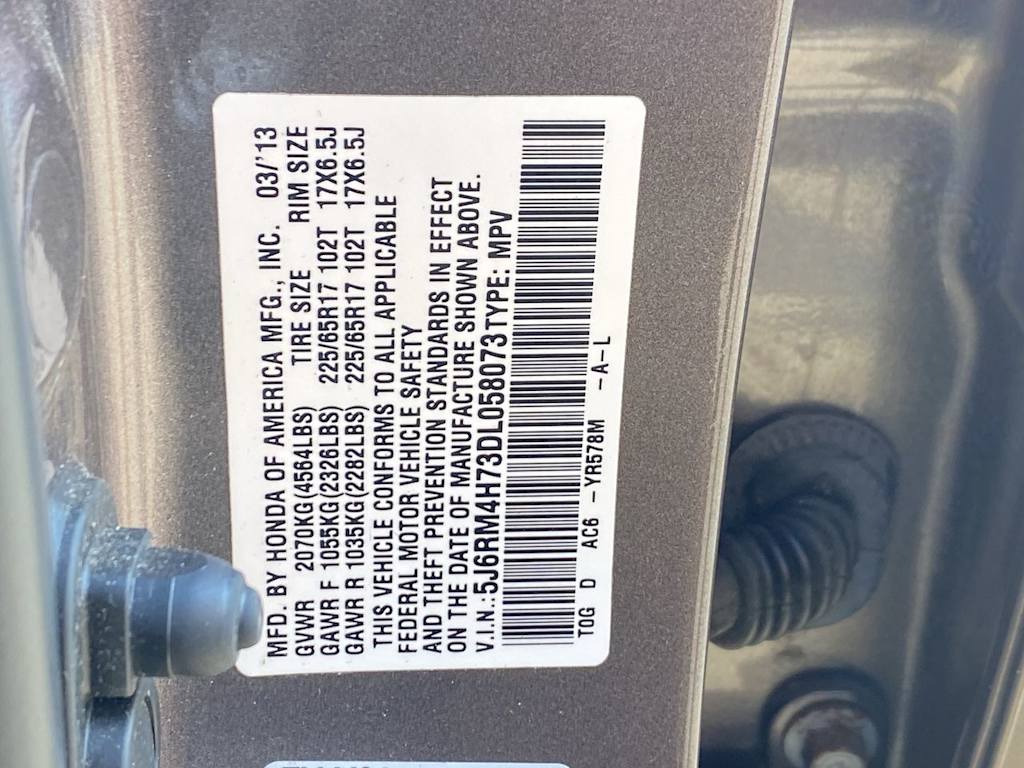 MFD. BY HONDA OF AMERICA MFG., INC. 03/'13
GVWR 2070KG(4564LBS) TIRE SIZE RIM SIZE
GAWR F 1055KG(2326LBS) 225/65R17 102T 17X6.5J
GAWR R 1035KG(2282LBS) 225/65R17 102T 17X6.5J
THIS VEHICLE CONFORMS TO ALL APPLICABLE
FEDERAL MOTOR VEHICLE SAFETY
AND THEFT PREVENTION STANDARDS IN EFFECT
ON THE DATE OF MANUFACTURE SHOWN ABOVE.
V.I.N.:5J6RM4H73DL058073 TYPE: MPV
TOG D AC6 -YR578M -A-L